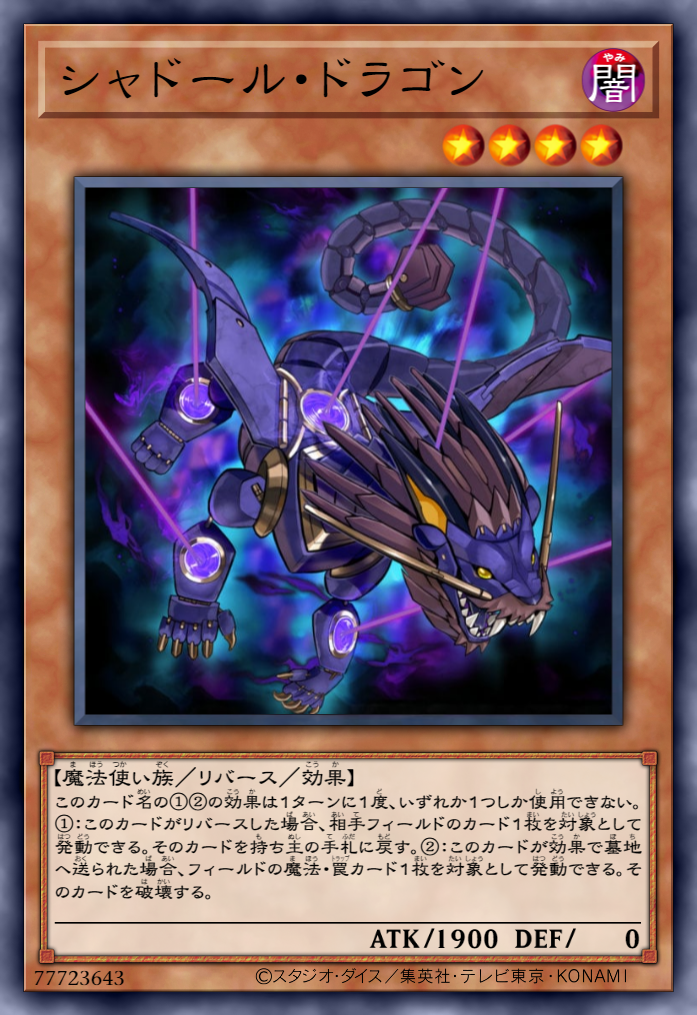 シャドール・ドラゴン
やみ
闇
【魔法使い族／リバース／効果】
このカード名の①②の効果は１ターンに１度、いずれか１つしか使用できない。
①：このカードがリバースした場合、相手フィールドのカード１枚を対象として
発動できる。そのカードを持ち主の手札に戻す。②：このカードが効果で墓地
へ送られた場合、フィールドの魔法・罠カード１枚を対象として発動できる。そ
のカードを破壊する。
ATK/1900 DEF/ 0
77723643 ©スタジオ・ダイス／集英社・テレビ東京・KONAMI